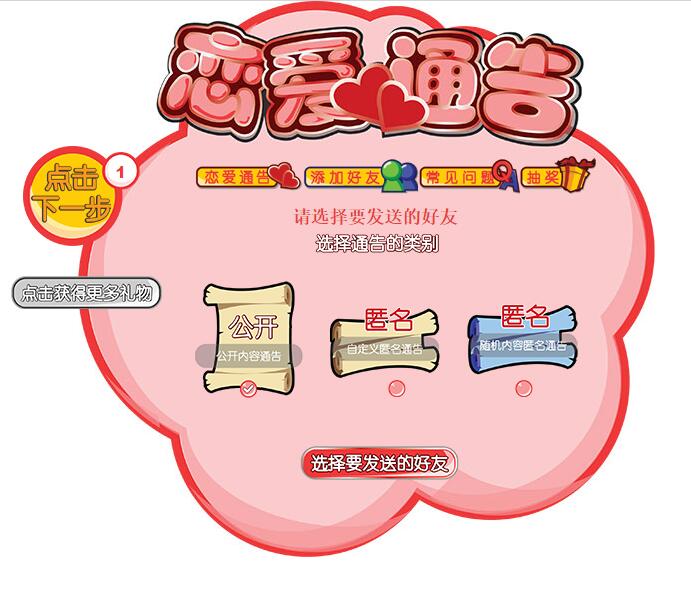 恋爱通告
点击
下一步
1
恋爱通告
添加好友
常见问题
QA
抽奖
请选择要发送的好友
选择通告的类别
点击获得更多礼物
公开
公开内容通告
匿名
自定义匿名通告
匿名
随机内容匿名通告
选择要发送的好友